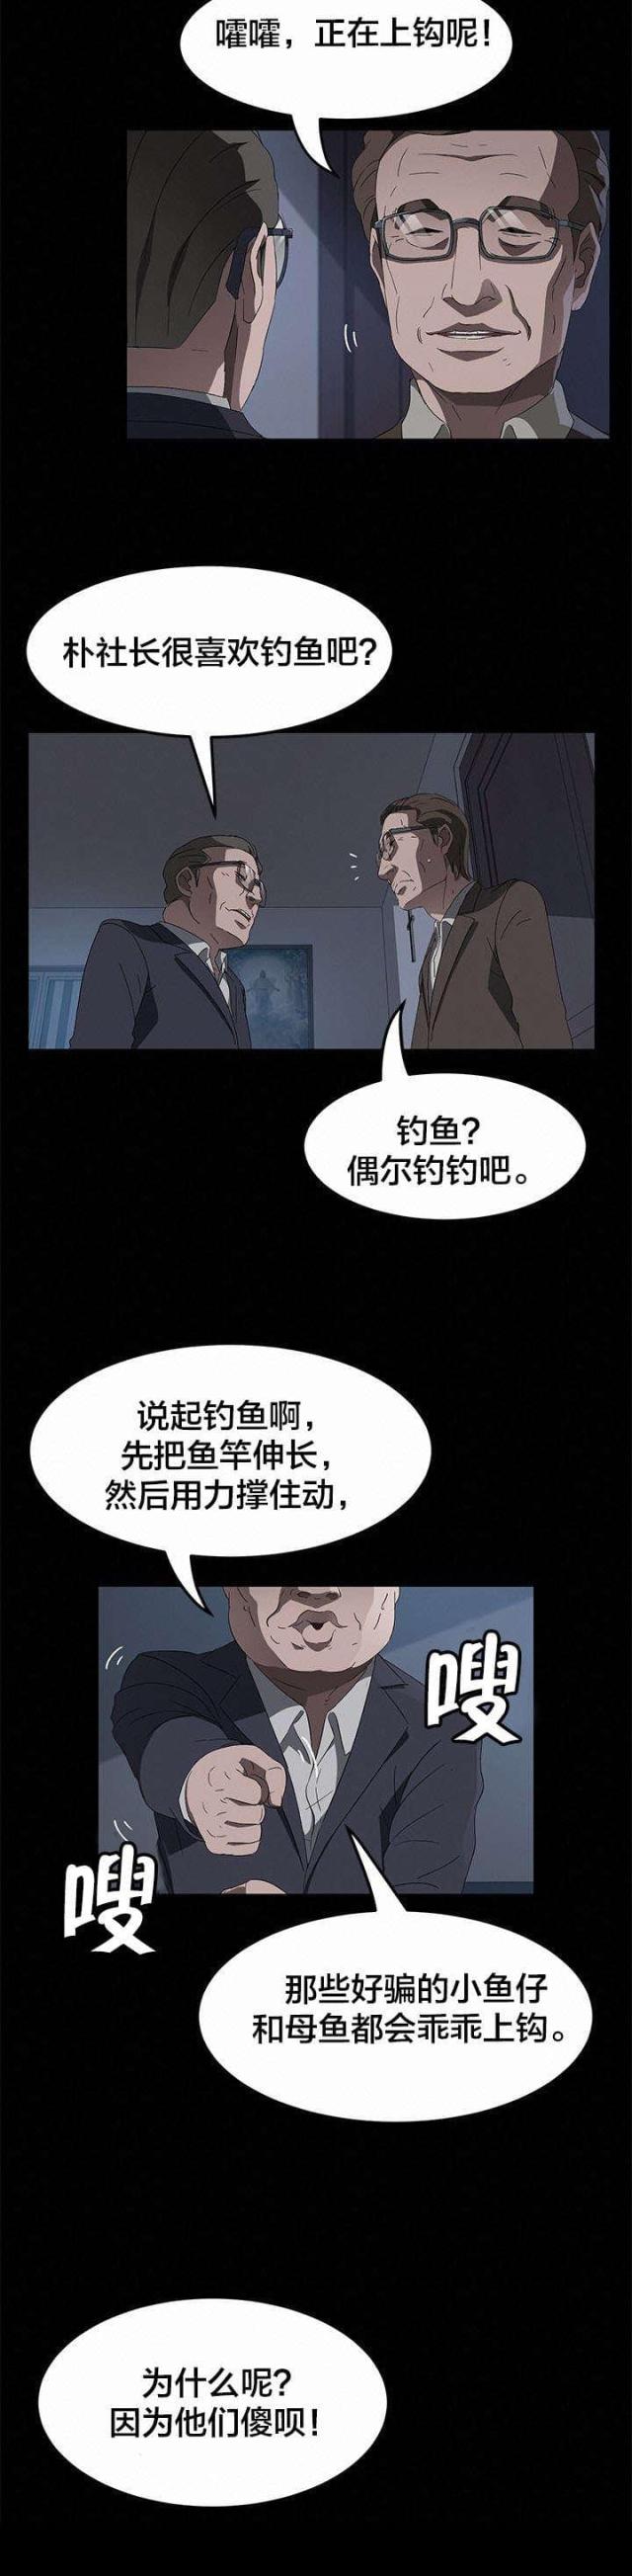 嚯嚯，正在上钩呢！
朴社长很喜欢钓鱼吧？
钓鱼？
偶尔钓钓吧。
说起钓鱼啊，
先把鱼竿伸长，
然后用力撑住动，
嗖
嗖
那些好骗的小鱼仔
和母鱼都会乖乖上钩。
为什么呢？
因为他们傻呗！